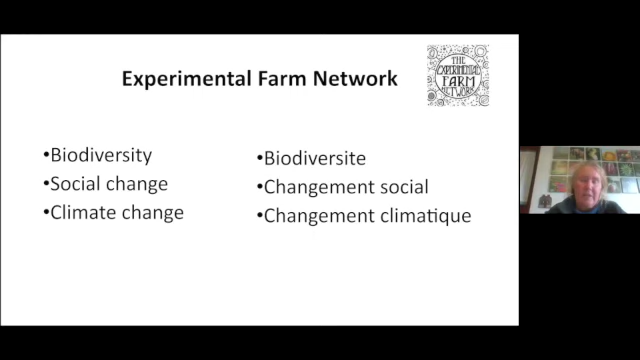 Experimental Farm Network
THE
EXPERIMENTAL
FARM
NETWORK
•Biodiversity
•Social change
•Climate change
•Biodiversite
•Changement social
•Changement climatique